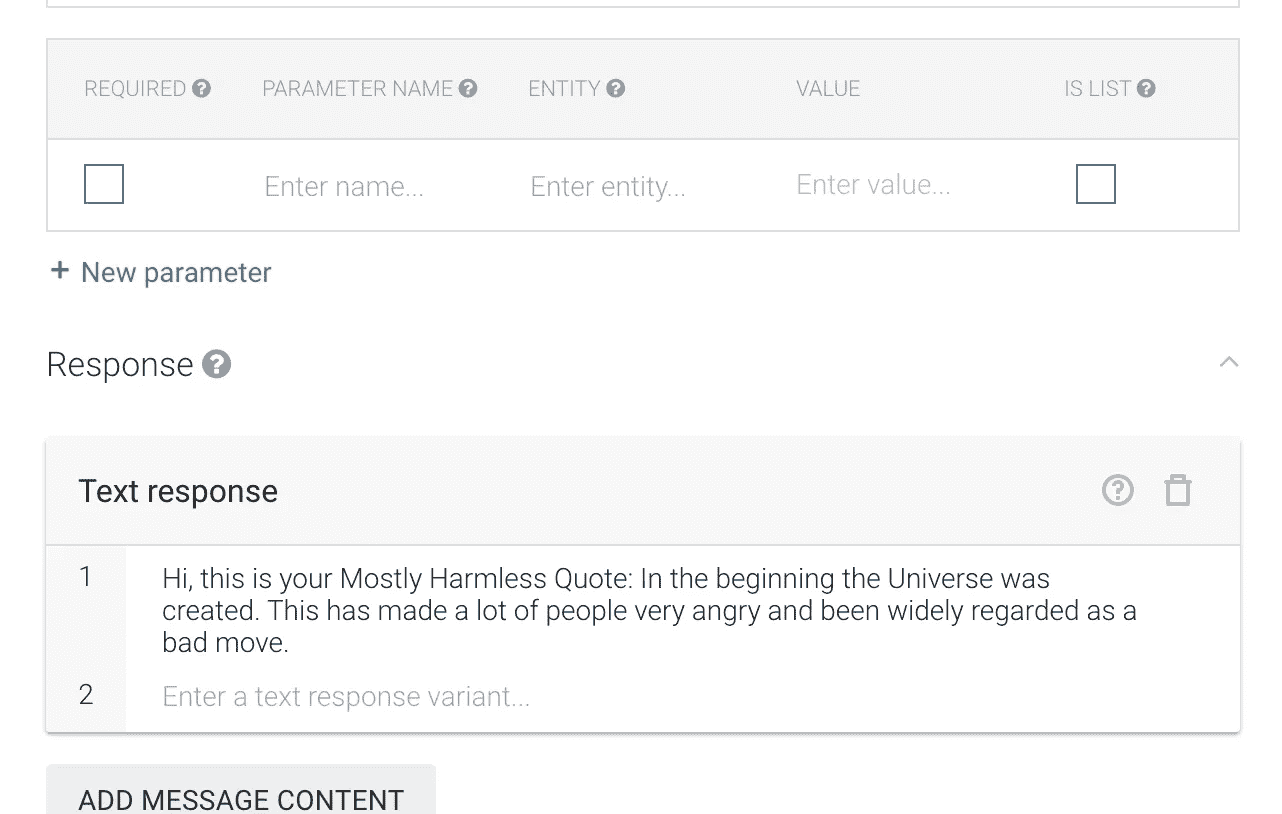 REQUIRED ? PARAMETER NAME ? ENTITY ? VALUE IS LIST ?
Enter name... Enter entity... Enter value...
+ New parameter
Response ?
Text response ?
1 Hi, this is your Mostly Harmless Quote: In the beginning the Universe was
created. This has made a lot of people very angry and been widely regarded as a
bad move.
2 Enter a text response variant...
ADD MESSAGE CONTENT